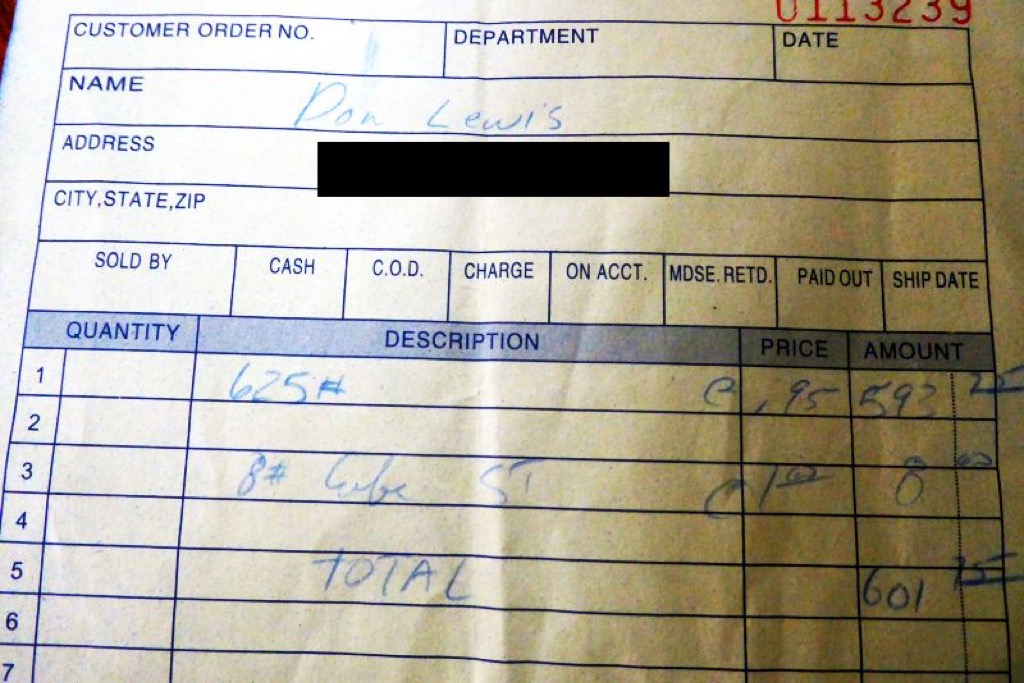 0113239
CUSTOMER ORDER NO. DEPARTMENT DATE
NAME Don Lewis
ADDRESS
CITY,STATE,ZIP
SOLD BY CASH C.O.D. CHARGE ON ACCT. MDSE. RETD. PAID OUT SHIP DATE
QUANTITY DESCRIPTION PRICE AMOUNT
1 625# @ .95 593 75
2
3 8# Cube ST @ 1 00 8 00
4
5 TOTAL 601 75
6
7